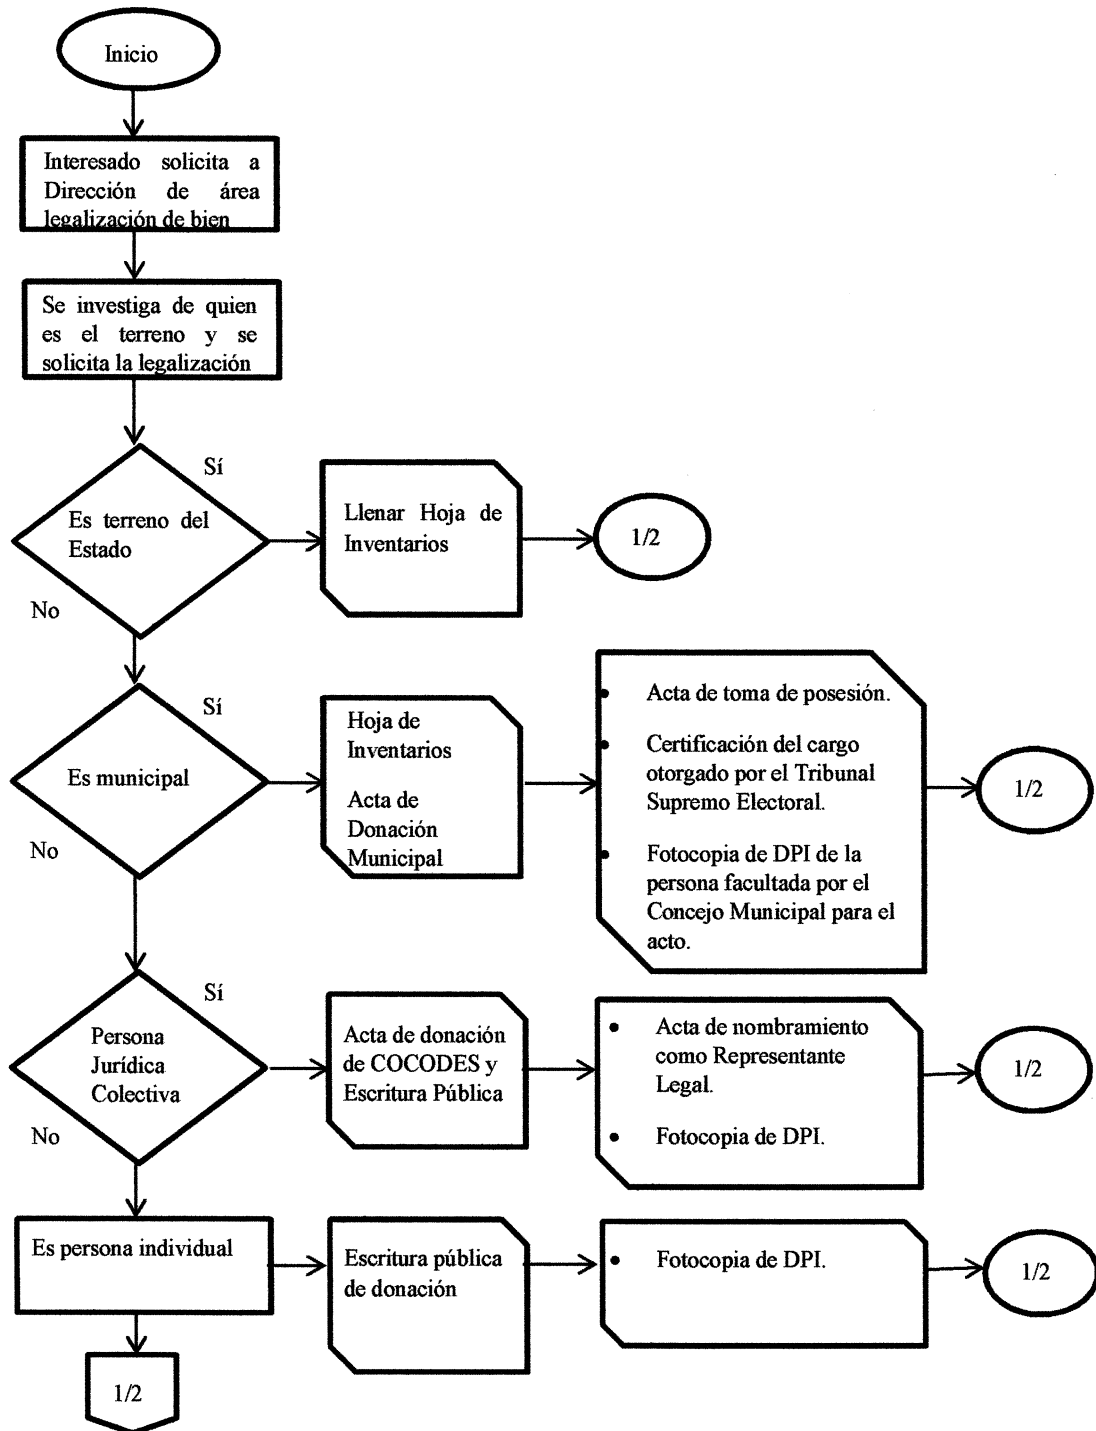 Inicio
Interesado solicita a
Dirección de área
legalización de bien
Se investiga de quien
es el terreno y se
solicita la legalización
Sí
Es terreno del
Estado
No
Llenar Hoja de
Inventarios
1/2
Sí
Es municipal
No
Hoja de
Inventarios
Acta de
Donación
Municipal
• Acta de toma de posesión.
• Certificación del cargo
otorgado por el Tribunal
Supremo Electoral.
• Fotocopia de DPI de la
persona facultada por el
Concejo Municipal para el
acto.
1/2
Sí
Persona
Jurídica
Colectiva
No
Acta de donación
de COCODES y
Escritura Pública
• Acta de nombramiento
como Representante
Legal.
• Fotocopia de DPI.
1/2
Es persona individual
Escritura pública
de donación
• Fotocopia de DPI.
1/2
1/2